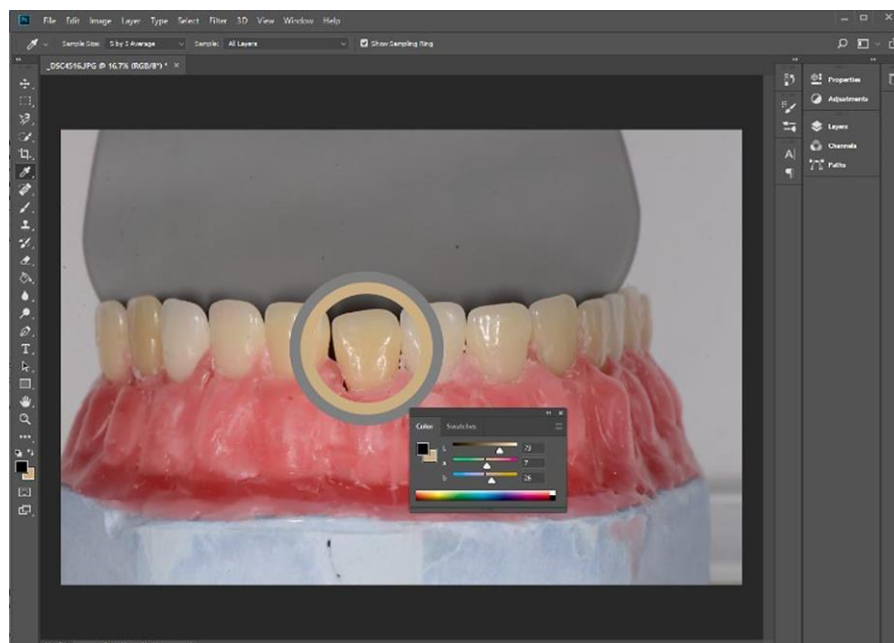 Ps File Edit Image Layer Type Select Filter 3D View Window Help
Sample Size: 5 by 5 Average Sample: All Layers Show Sampling Ring
_DSC4516.JPG @ 16.7% (RGB/8*) * ×
Properties
Adjustments
Layers
Channels
Paths
Color Swatches
L 73
a 7
b 26